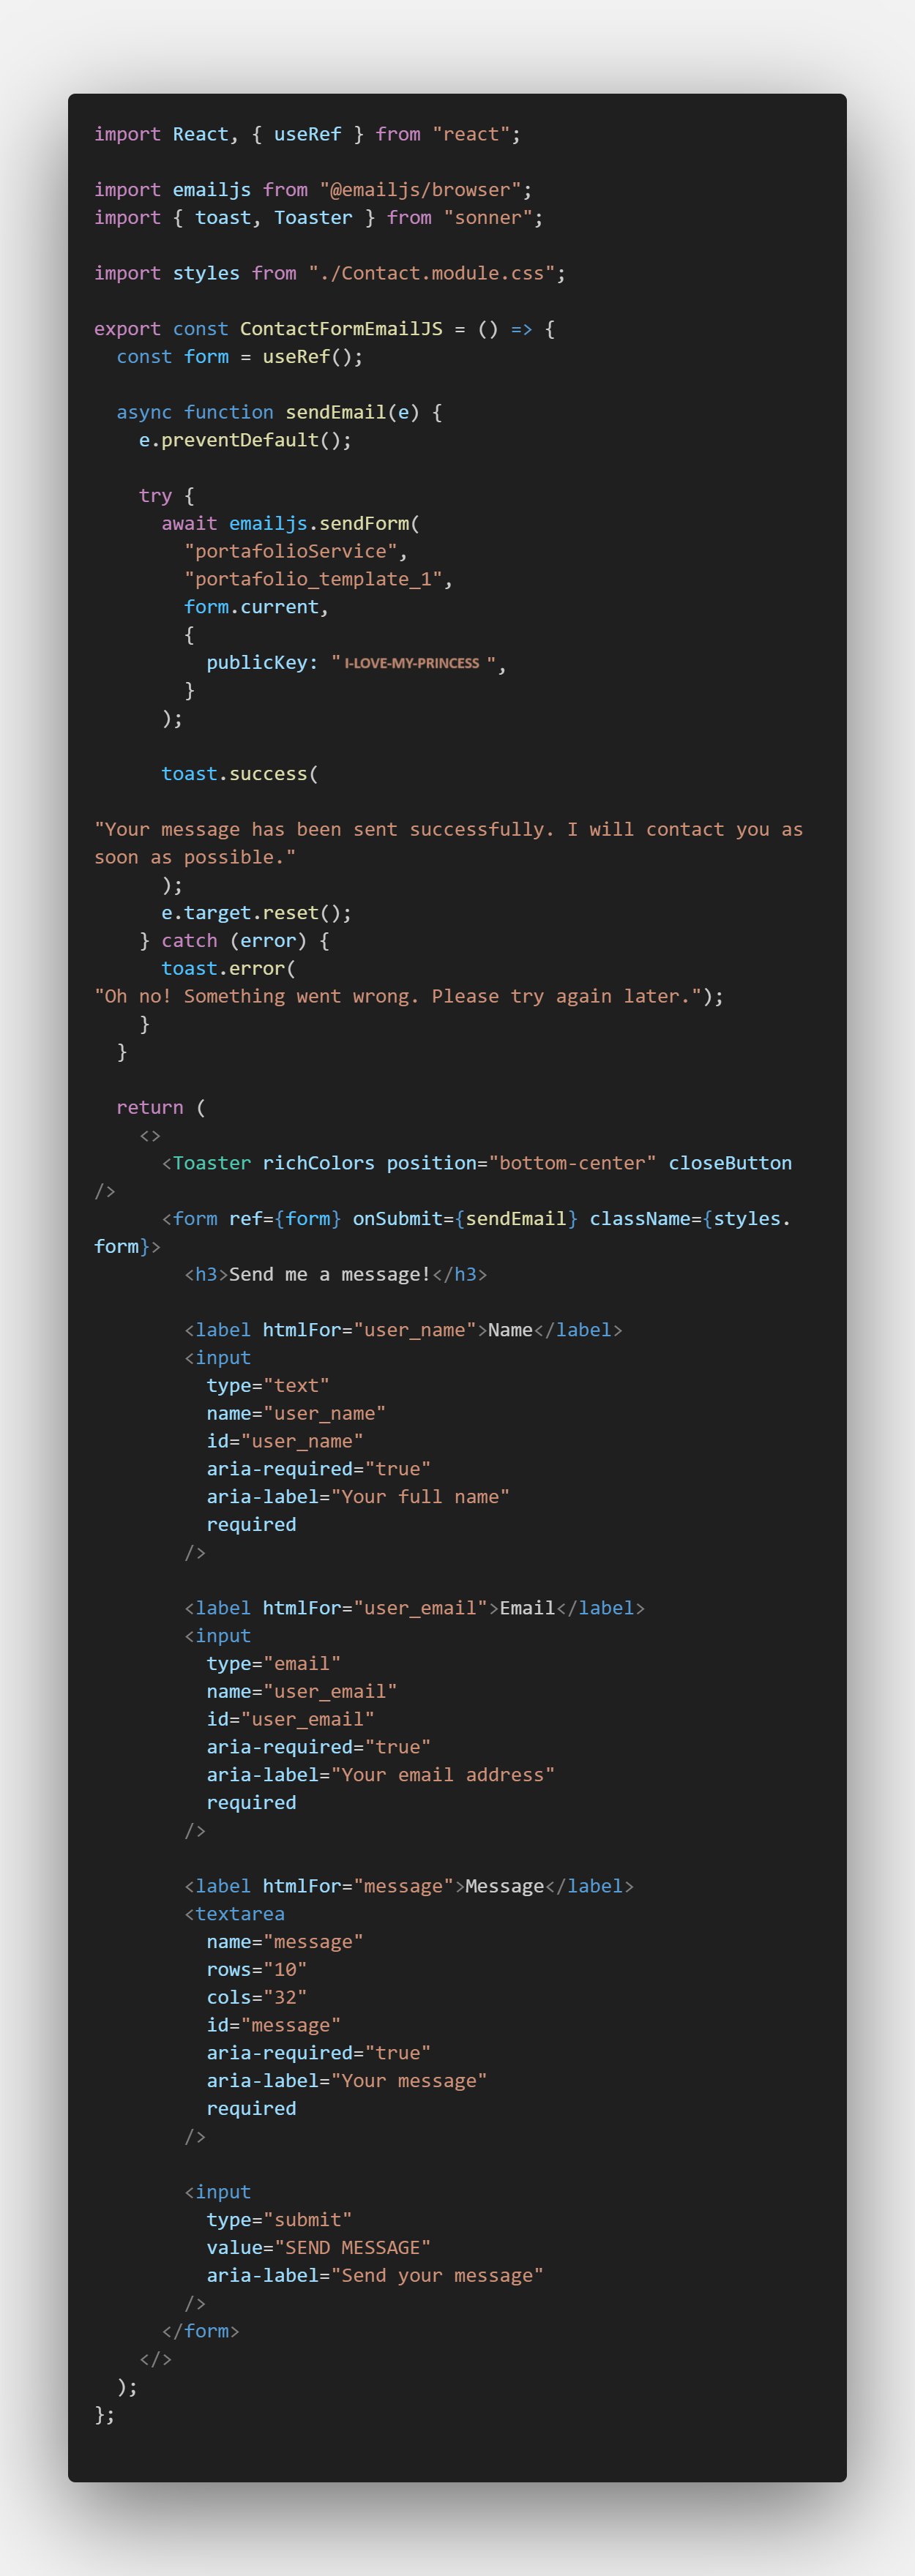 import React, { useRef } from "react";

import emailjs from "@emailjs/browser";
import { toast, Toaster } from "sonner";

import styles from "./Contact.module.css";

export const ContactFormEmailJS = () => {
  const form = useRef();

  async function sendEmail(e) {
    e.preventDefault();

    try {
      await emailjs.sendForm(
        "portafolioService",
        "portafolio_template_1",
        form.current,
        {
          publicKey: "I-LOVE-MY-PRINCESS",
        }
      );

      toast.success(

"Your message has been sent successfully. I will contact you as
soon as possible."
      );
      e.target.reset();
    } catch (error) {
      toast.error(
"Oh no! Something went wrong. Please try again later.");
    }
  }

  return (
    <>
      <Toaster richColors position="bottom-center" closeButton
/>
      <form ref={form} onSubmit={sendEmail} className={styles.
form}>
        <h3>Send me a message!</h3>

        <label htmlFor="user_name">Name</label>
        <input
          type="text"
          name="user_name"
          id="user_name"
          aria-required="true"
          aria-label="Your full name"
          required
        />

        <label htmlFor="user_email">Email</label>
        <input
          type="email"
          name="user_email"
          id="user_email"
          aria-required="true"
          aria-label="Your email address"
          required
        />

        <label htmlFor="message">Message</label>
        <textarea
          name="message"
          rows="10"
          cols="32"
          id="message"
          aria-required="true"
          aria-label="Your message"
          required
        />

        <input
          type="submit"
          value="SEND MESSAGE"
          aria-label="Send your message"
        />
      </form>
    </>
  );
};